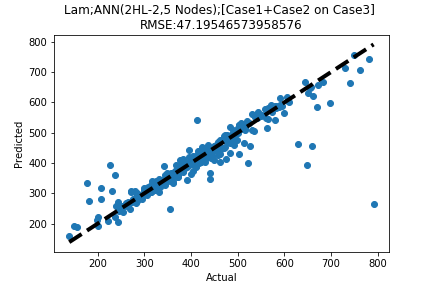 Lam;ANN(2HL-2,5 Nodes);[Case1+Case2 on Case3]
RMSE:47.19546573958576
800
700
600
500
400
300
200
Predicted
200 300 400 500 600 700 800
Actual